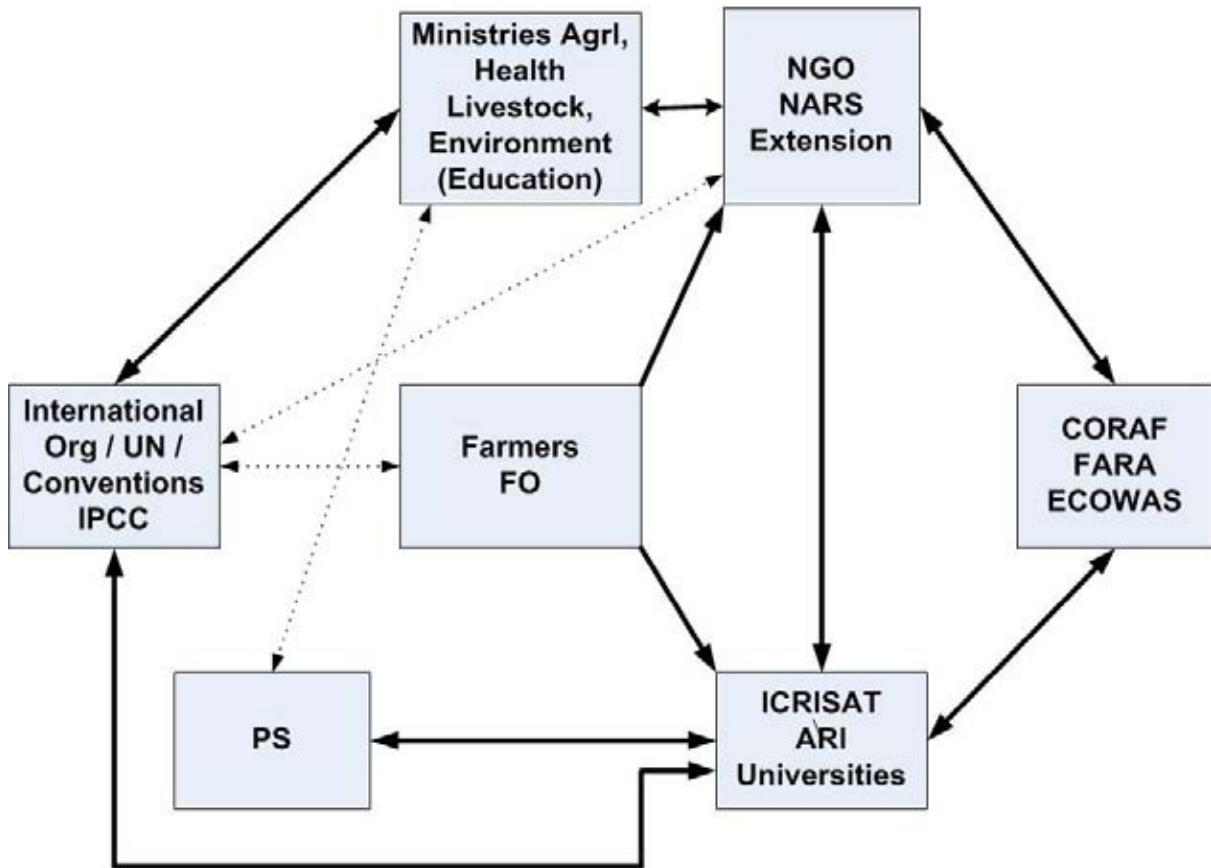 Ministries Agrl,
Health
Livestock,
Environment
(Education)
NGO
NARS
Extension
International
Org / UN /
Conventions
IPCC
Farmers
FO
CORAF
FARA
ECOWAS
PS
ICRISAT
ARI
Universities